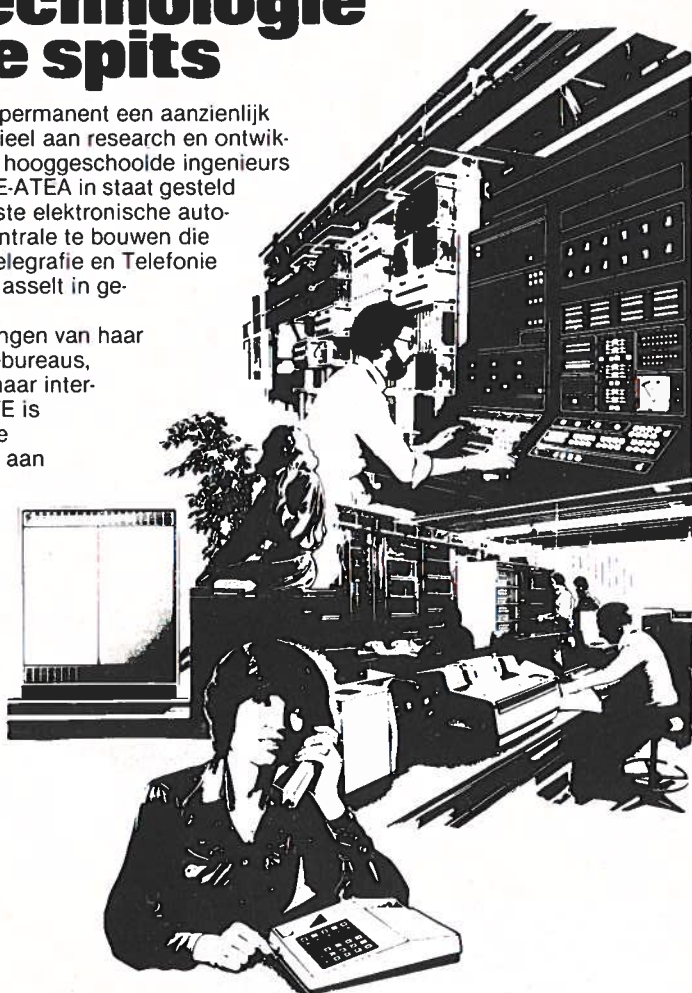 echnologie
e spits
permanent een aanzienlijk
ieel aan research en ontwik-
hooggeschoolde ingenieurs
E-ATEA in staat gesteld
ste elektronische auto-
ntrale te bouwen die
elegrafie en Telefonie
asselt in ge-
ngen van haar
-bureaus,
naar inter-
TE is
e
aan